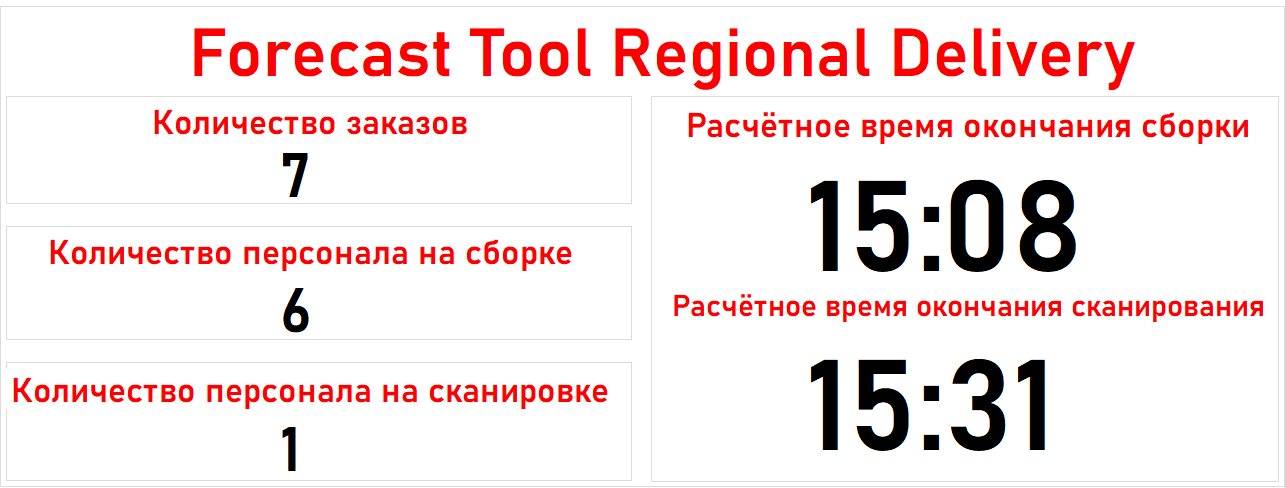 Forecast Tool Regional Delivery
Количество заказов
7
Количество персонала на сборке
6
Количество персонала на сканировке
1
Расчётное время окончания сборки
15:08
Расчётное время окончания сканирования
15:31